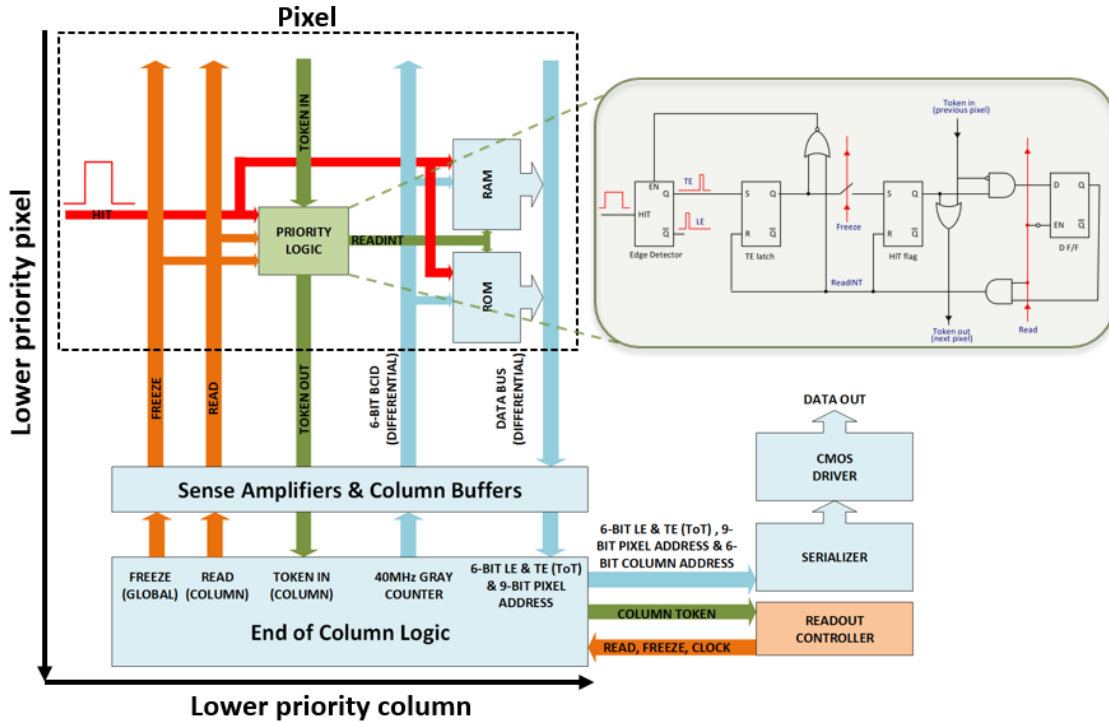 Pixel
Lower priority pixel
TOKEN IN
HIT
PRIORITY
LOGIC
READINT
RAM
ROM
FREEZE
READ
TOKEN OUT
6-BIT BCID
(DIFFERENTIAL)
DATA BUS
(DIFFERENTIAL)
Token in
(previous pixel)
EN
Q
TE
HIT
LE
Q
Edge Detector
S
Q
R
Q
TE latch
Freeze
S
Q
R
Q
HIT flag
D
Q
EN
Q
D F/F
ReadINT
Token out
(next pixel)
Read
Sense Amplifiers & Column Buffers
FREEZE
(GLOBAL)
READ
(COLUMN)
TOKEN IN
(COLUMN)
40MHz GRAY
COUNTER
6-BIT LE & TE (ToT)
& 9-BIT PIXEL
ADDRESS
End of Column Logic
6-BIT LE & TE (ToT) , 9-
BIT PIXEL ADDRESS & 6-
BIT COLUMN ADDRESS
COLUMN TOKEN
READ, FREEZE, CLOCK
DATA OUT
CMOS
DRIVER
SERIALIZER
READOUT
CONTROLLER
Lower priority column